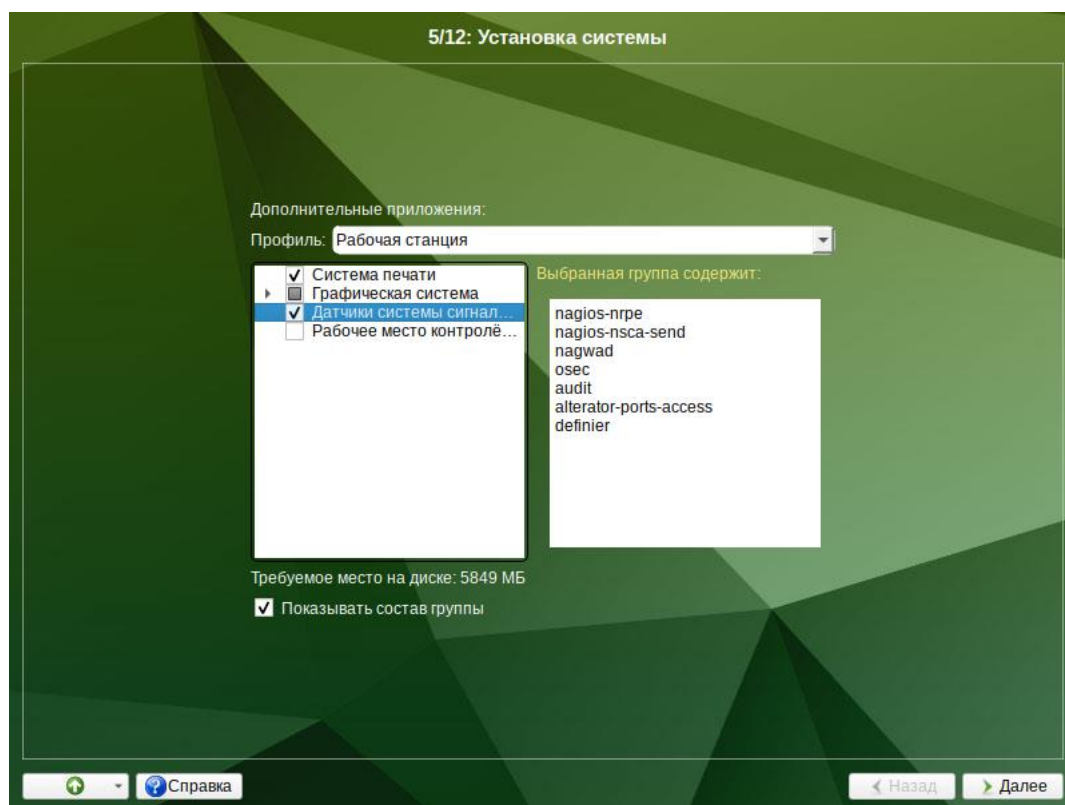 5/12: Установка системы
Дополнительные приложения:
Профиль: Рабочая станция
Система печати
Графическая система
Датчики системы сигнал...
Рабочее место контролё...
Выбранная группа содержит:
nagios-nrpe
nagios-nsca-send
nagwad
osec
audit
alterator-ports-access
definier
Требуемое место на диске: 5849 МБ
Показывать состав группы
Справка
Назад
Далее